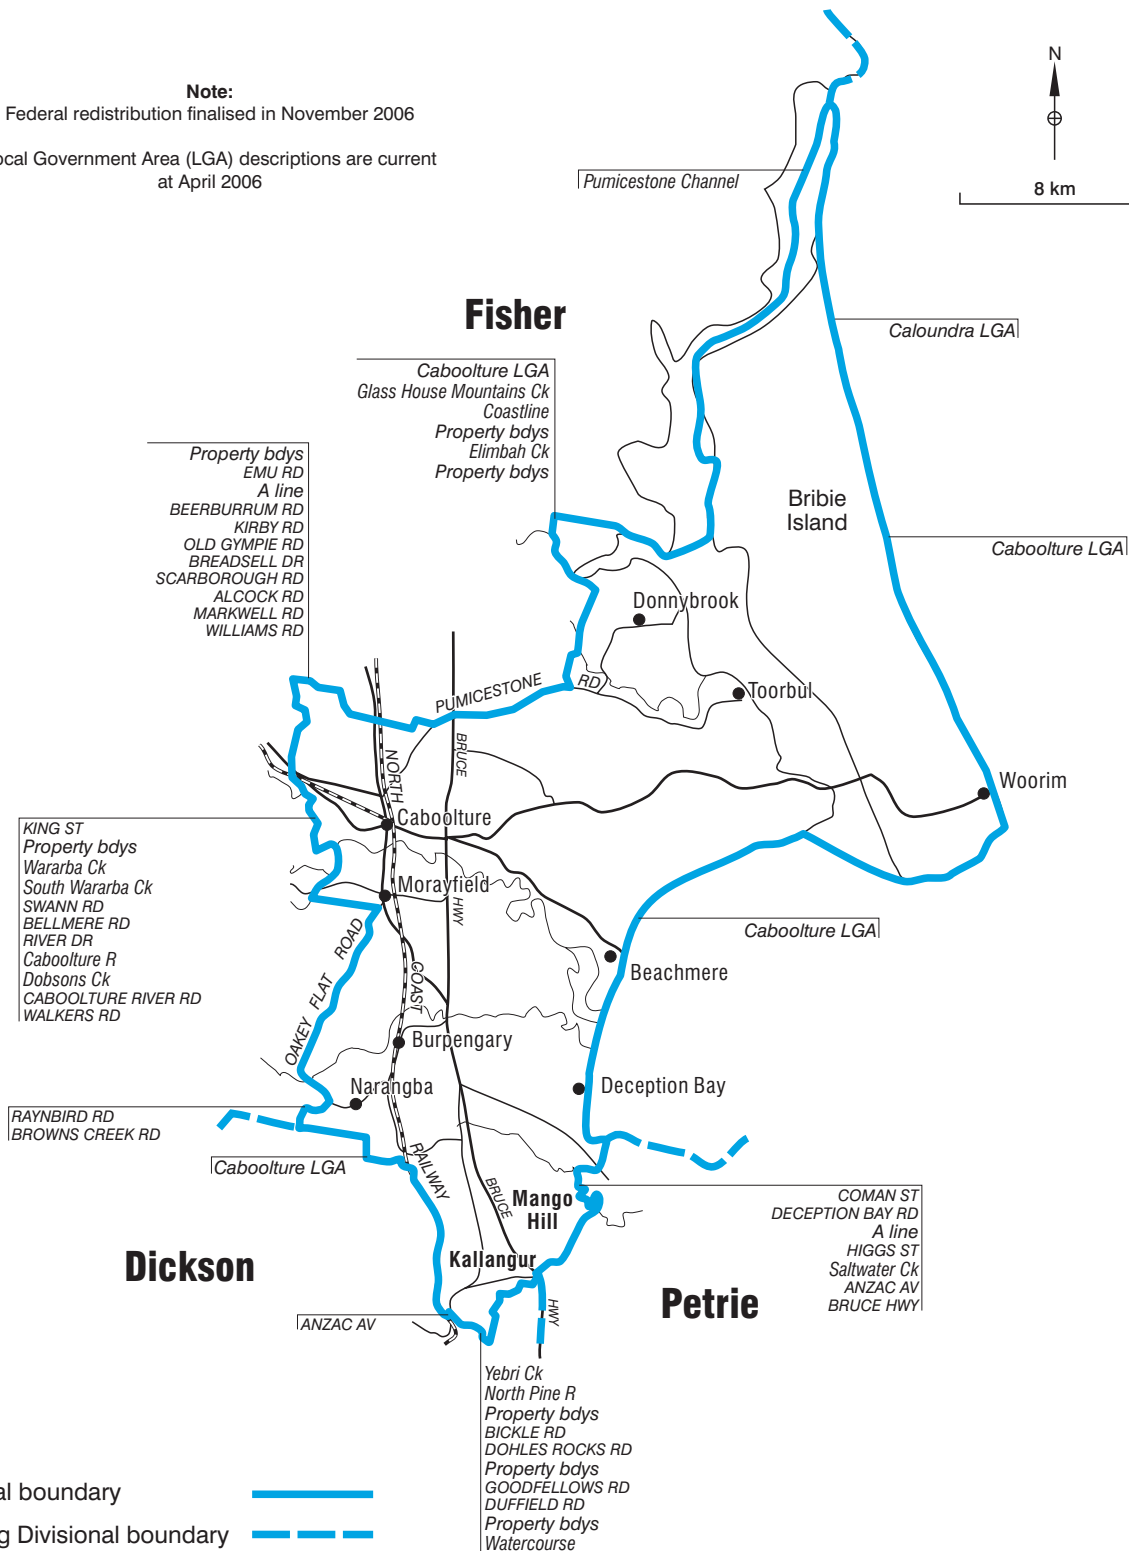 Note:
Federal redistribution finalised in November 2006
ocal Government Area (LGA) descriptions are current
at April 2006
N
8 km
Pumicestone Channel
Fisher
Caloundra LGA
Caboolture LGA
Glass House Mountains Ck
Coastline
Property bdys
Elimbah Ck
Property bdys
Property bdys
EMU RD
A line
BEERBURRUM RD
KIRBY RD
OLD GYMPIE RD
BREADSELL DR
SCARBOROUGH RD
ALCOCK RD
MARKWELL RD
WILLIAMS RD
Bribie
Island
Caboolture LGA
Donnybrook
PUMICESTONE RD
Toorbul
BRUCE
NORTH
Woorim
Caboolture
KING ST
Property bdys
Wararba Ck
South Wararba Ck
SWANN RD
BELLMERE RD
RIVER DR
Caboolture R
Dobsons Ck
CABOOLTURE RIVER RD
WALKERS RD
Morayfield
HWY
OAKEY FLAT ROAD
COAST
Caboolture LGA
Beachmere
Burpengary
Narangba
Deception Bay
RAYNBIRD RD
BROWNS CREEK RD
Caboolture LGA
RAILWAY
BRUCE
Mango
Hill
COMAN ST
DECEPTION BAY RD
A line
HIGGS ST
Saltwater Ck
ANZAC AV
BRUCE HWY
Dickson
Kallangur
Petrie
HWY
ANZAC AV
Yebri Ck
North Pine R
Property bdys
BICKLE RD
DOHLES ROCKS RD
Property bdys
GOODFELLOWS RD
DUFFIELD RD
Property bdys
Watercourse
al boundary
g Divisional boundary